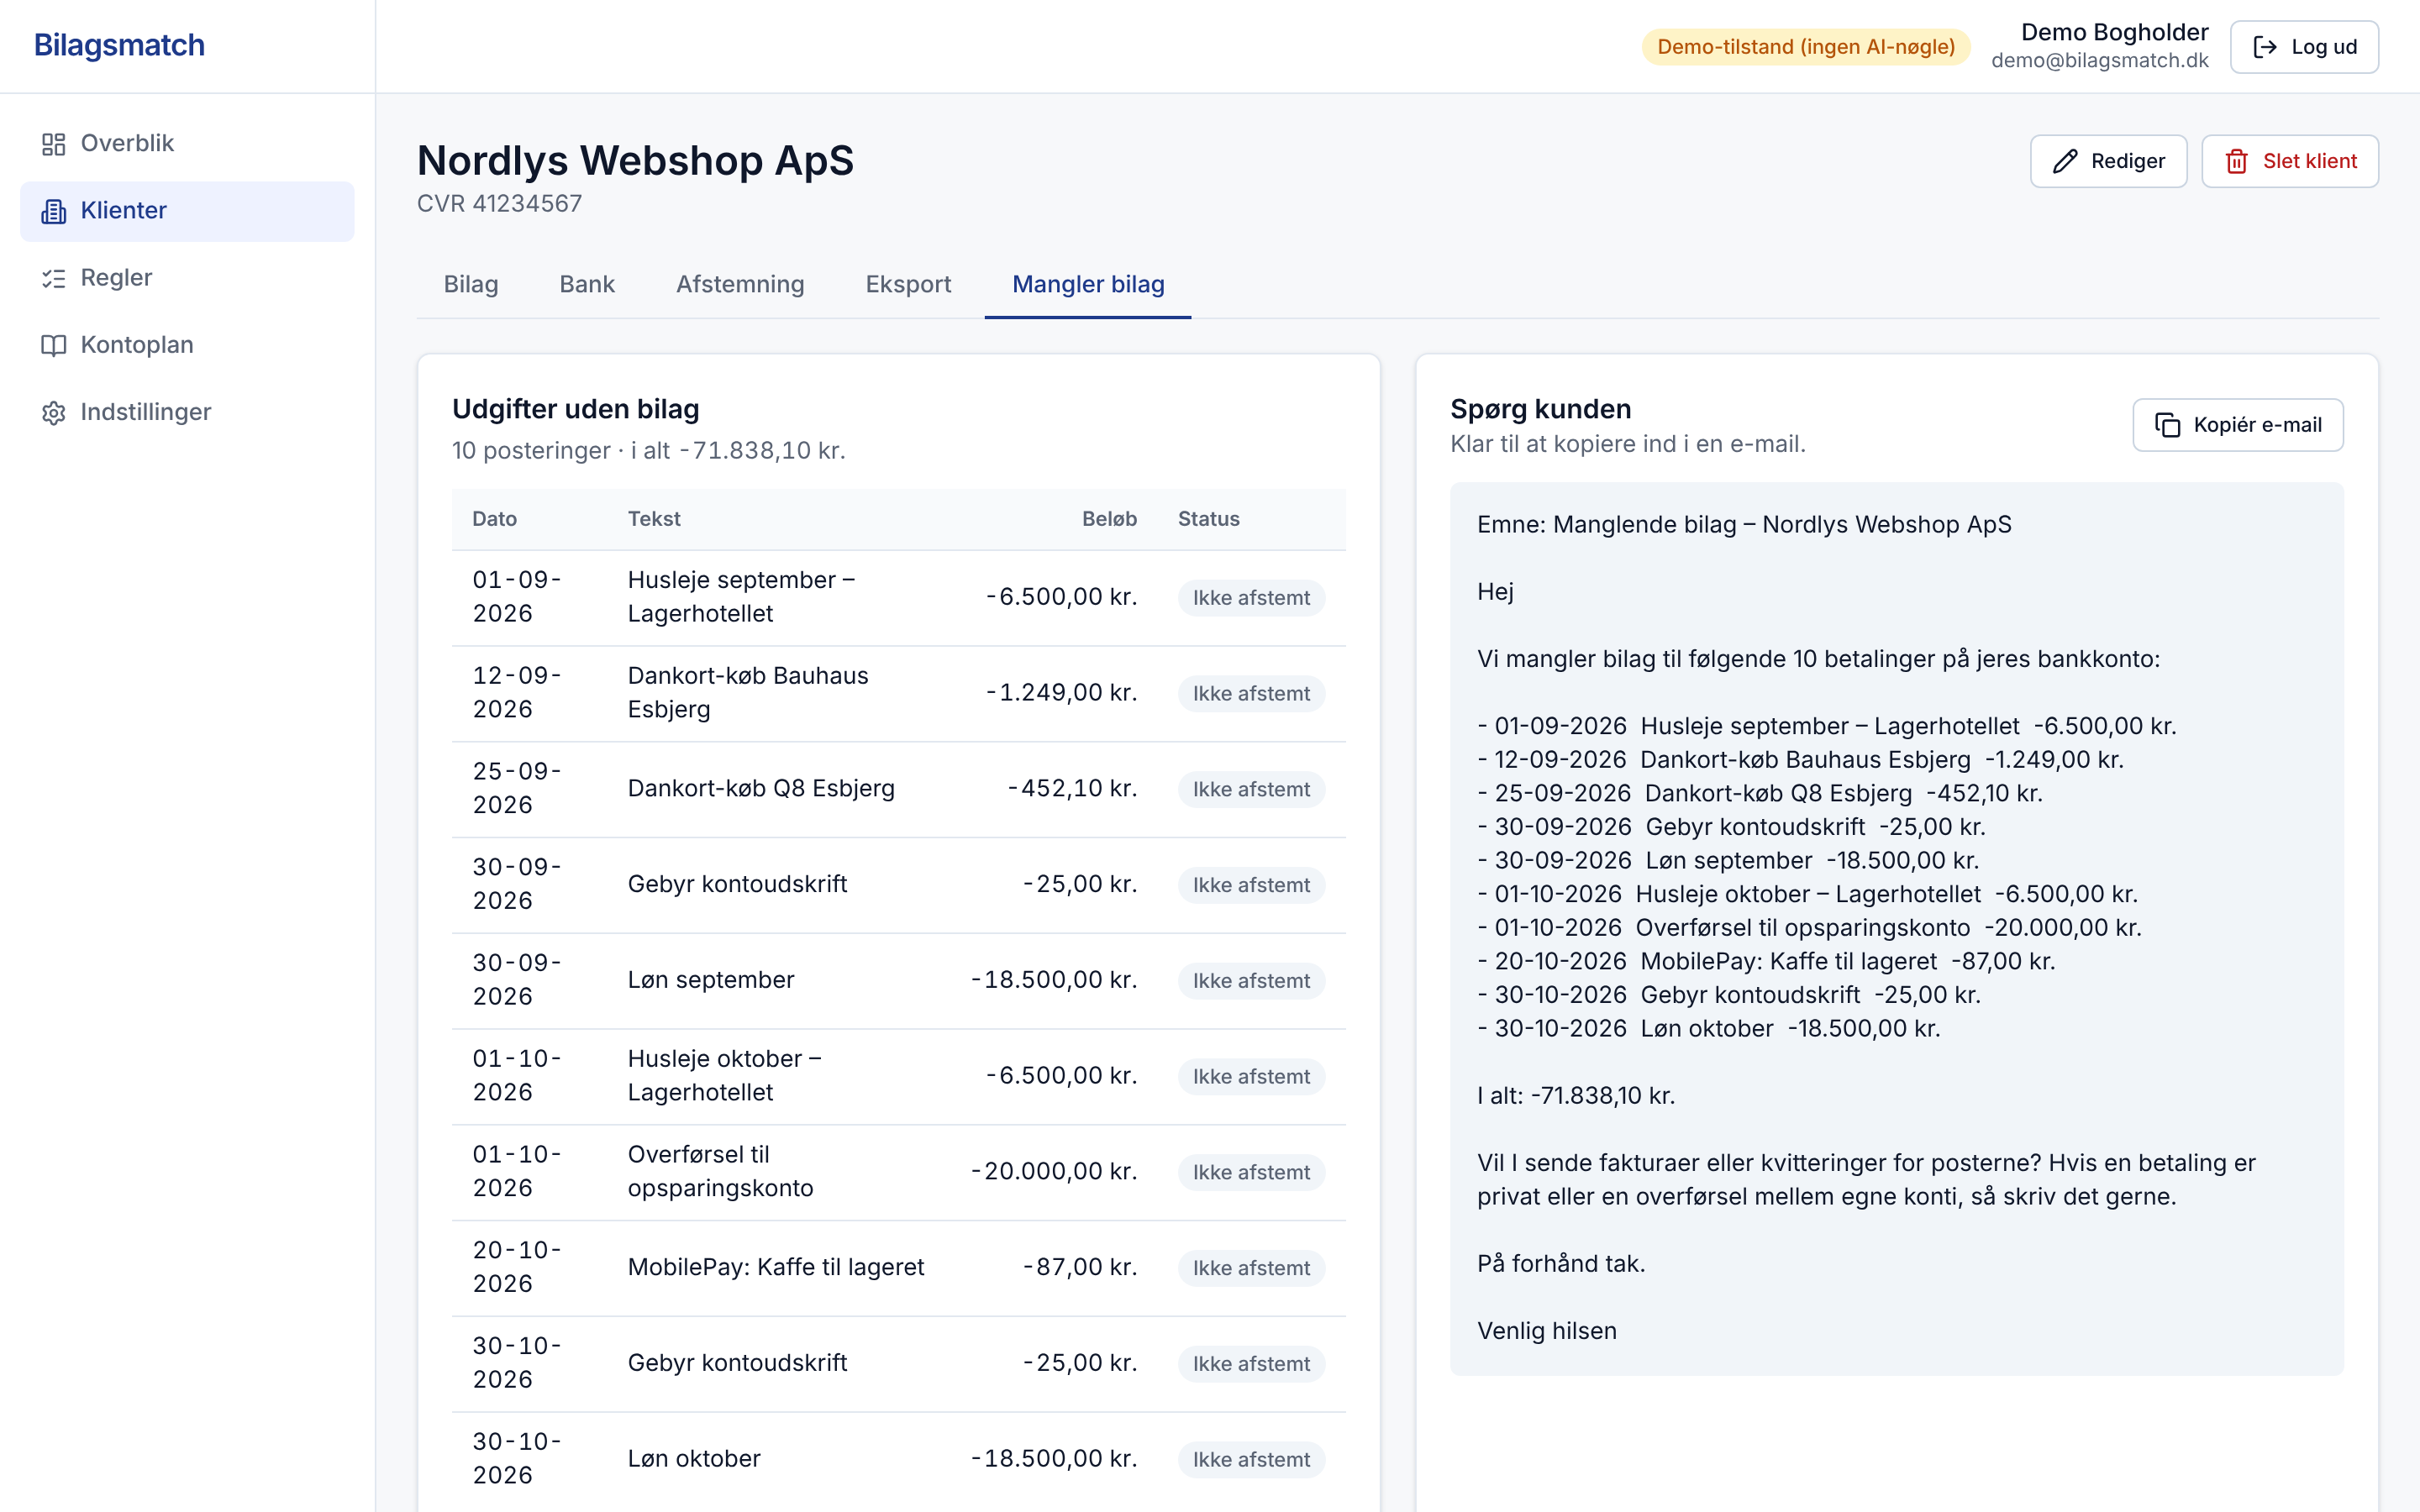 Bilagsmatch
Demo-tilstand (ingen AI-nøgle)
Demo Bogholder
demo@bilagsmatch.dk
Log ud
Overblik
Klienter
Regler
Kontoplan
Indstillinger
Nordlys Webshop ApS
CVR 41234567
Rediger
Slet klient
Bilag
Bank
Afstemning
Eksport
Mangler bilag
Udgifter uden bilag
10 posteringer · i alt -71.838,10 kr.
Dato Tekst Beløb Status
01-09-
2026
Husleje september –
Lagerhotellet
-6.500,00 kr.
Ikke afstemt
12-09-
2026
Dankort-køb Bauhaus
Esbjerg
-1.249,00 kr.
Ikke afstemt
25-09-
2026
Dankort-køb Q8 Esbjerg
-452,10 kr.
Ikke afstemt
30-09-
2026
Gebyr kontoudskrift
-25,00 kr.
Ikke afstemt
30-09-
2026
Løn september
-18.500,00 kr.
Ikke afstemt
01-10-
2026
Husleje oktober –
Lagerhotellet
-6.500,00 kr.
Ikke afstemt
01-10-
2026
Overførsel til
opsparingskonto
-20.000,00 kr.
Ikke afstemt
20-10-
2026
MobilePay: Kaffe til lageret
-87,00 kr.
Ikke afstemt
30-10-
2026
Gebyr kontoudskrift
-25,00 kr.
Ikke afstemt
30-10-
2026
Løn oktober
-18.500,00 kr.
Ikke afstemt
Spørg kunden
Klar til at kopiere ind i en e-mail.
Kopiér e-mail
Emne: Manglende bilag – Nordlys Webshop ApS
Hej
Vi mangler bilag til følgende 10 betalinger på jeres bankkonto:
- 01-09-2026 Husleje september – Lagerhotellet -6.500,00 kr.
- 12-09-2026 Dankort-køb Bauhaus Esbjerg -1.249,00 kr.
- 25-09-2026 Dankort-køb Q8 Esbjerg -452,10 kr.
- 30-09-2026 Gebyr kontoudskrift -25,00 kr.
- 30-09-2026 Løn september -18.500,00 kr.
- 01-10-2026 Husleje oktober – Lagerhotellet -6.500,00 kr.
- 01-10-2026 Overførsel til opsparingskonto -20.000,00 kr.
- 20-10-2026 MobilePay: Kaffe til lageret -87,00 kr.
- 30-10-2026 Gebyr kontoudskrift -25,00 kr.
- 30-10-2026 Løn oktober -18.500,00 kr.
I alt: -71.838,10 kr.
Vil I sende fakturaer eller kvitteringer for posterne? Hvis en betaling er
privat eller en overførsel mellem egne konti, så skriv det gerne.
På forhånd tak.
Venlig hilsen